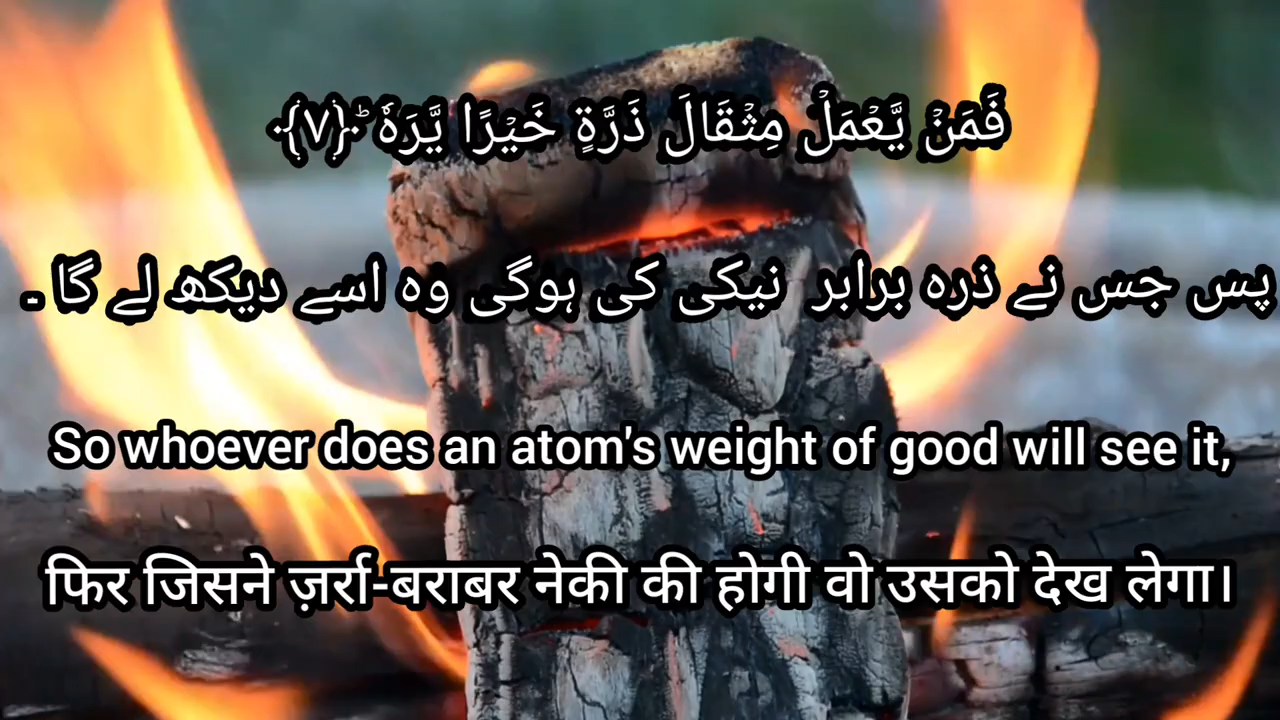 فَمَنۡ یَّعۡمَلۡ مِثۡقَالَ ذَرَّۃٍ خَیۡرًا یَّرَہٗ ؕ﴿۷﴾
پس جس نے ذرہ برابر نیکی کی ہوگی وہ اسے دیکھ لے گا ۔
So whoever does an atom's weight of good will see it,
फिर जिसने ज़र्रा-बराबर नेकी की होगी वो उसको देख लेगा।